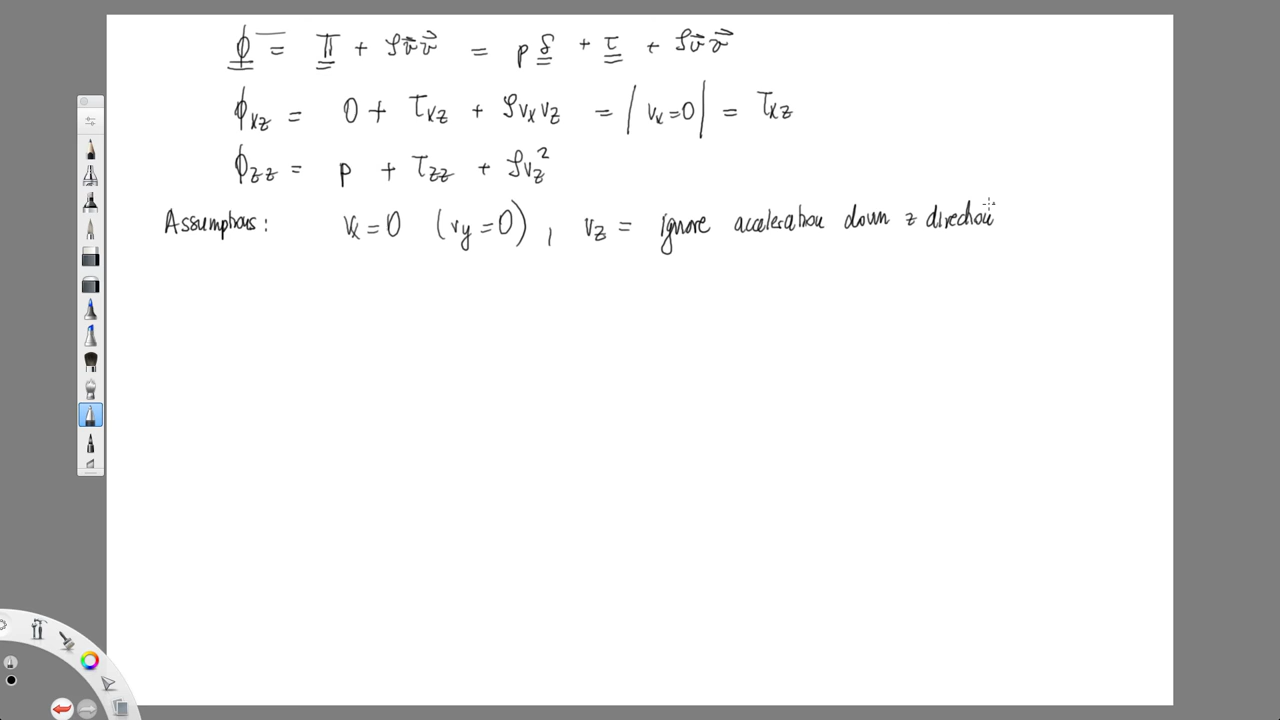 ϕ = π + ρv⃗v⃗ = pδ + τ + ρv⃗v⃗
ϕxz = 0 + τxz + ρvxvz = |vx=0| = τxz
ϕzz = p + τzz + ρvz²
Assumptions: vx=0 (vy=0), vz = ignore acceleration down z direction